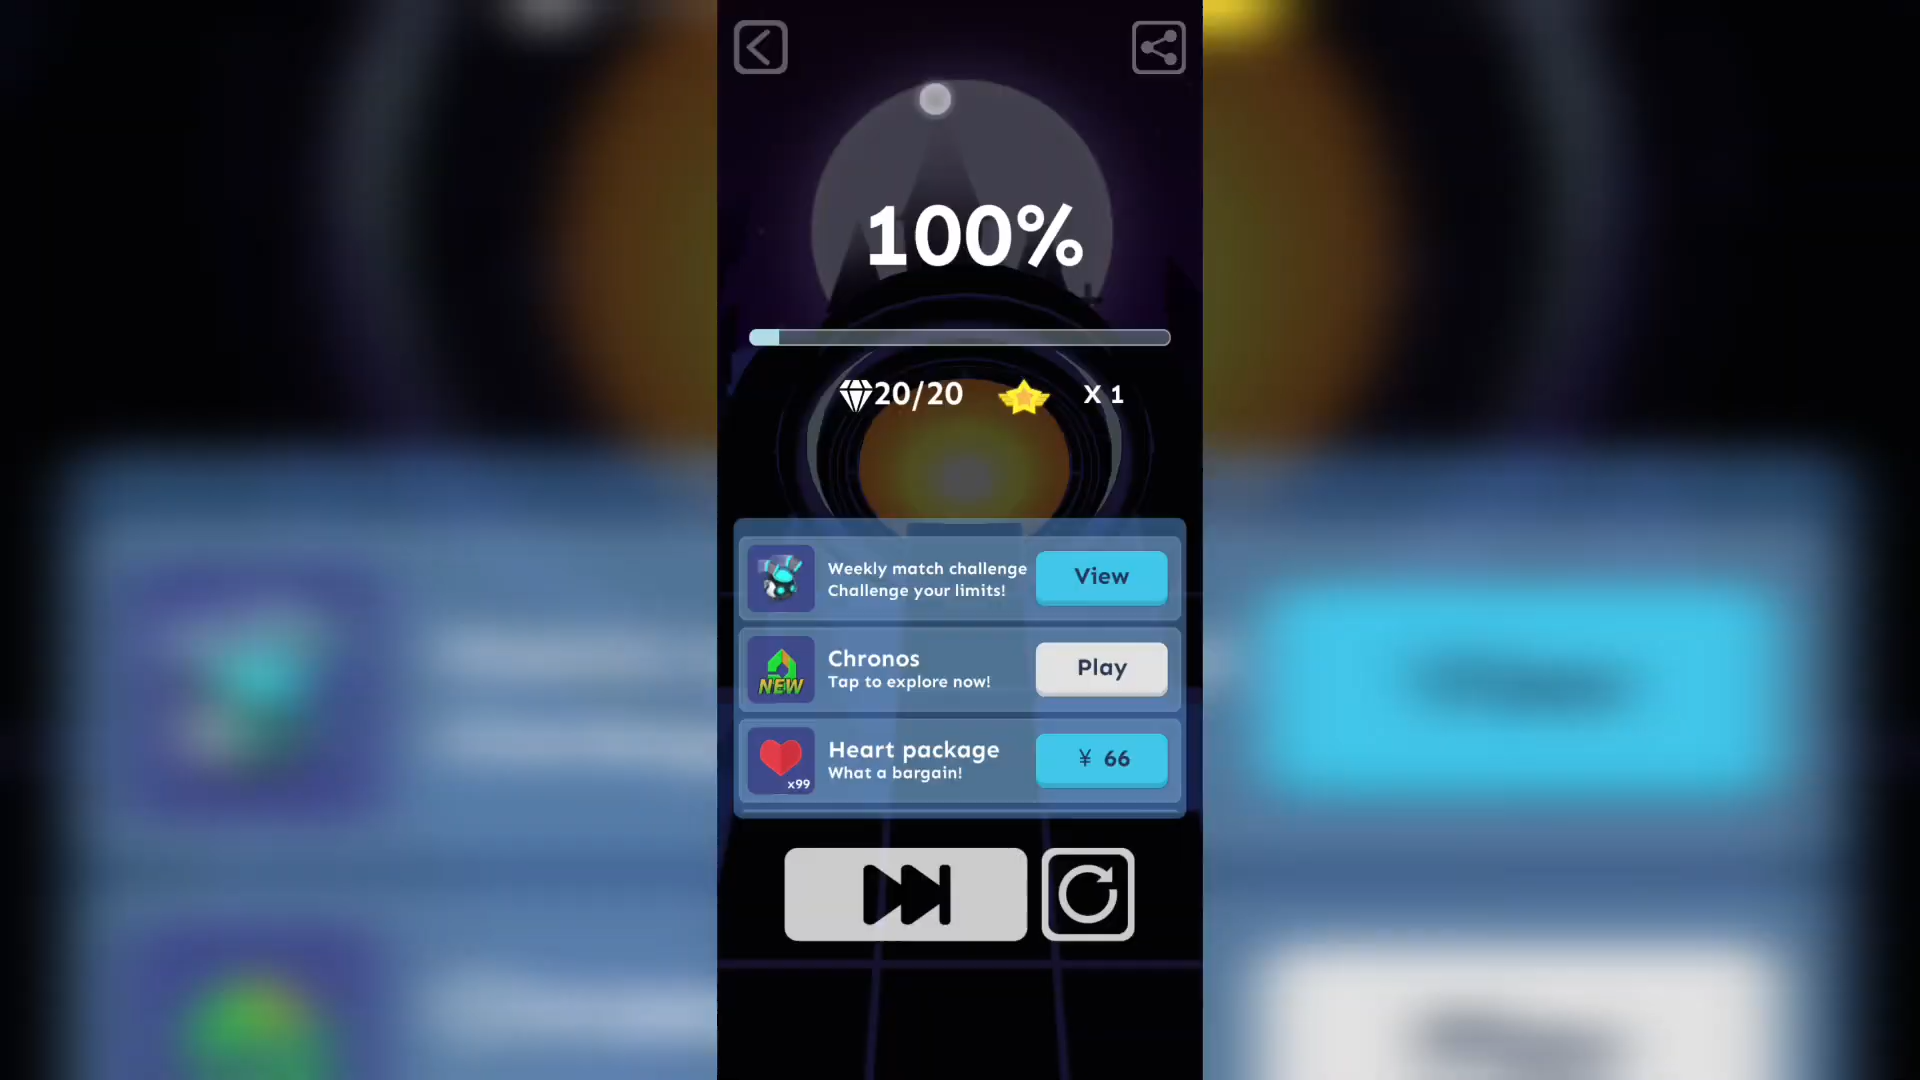 100%
20/20 X 1
Weekly match challenge
Challenge your limits!
View
NEW
Chronos
Tap to explore now!
Play
x99
Heart package
What a bargain!
¥ 66